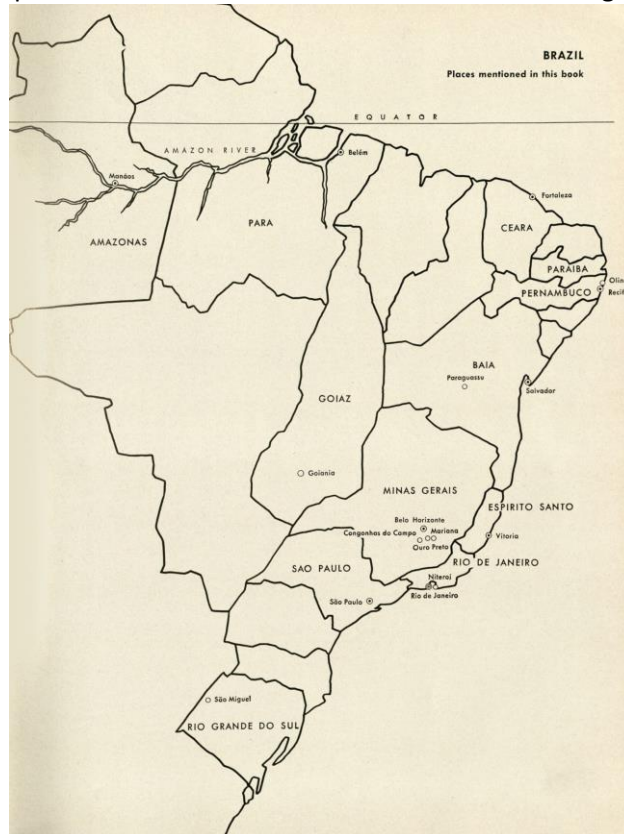 BRAZIL
Places mentioned in this book
EQUATOR
AMAZON RIVER
Belém
Manáos
Fortaleza
PARA
CEARA
AMAZONAS
PARAIBA
PERNAMBUCO
BAIA
Paraguassu
Salvador
GOIAZ
Goiania
MINAS GERAIS
ESPIRITO SANTO
Belo Horizonte
Congonhas do Campo
Mariana
Ouro Preto
Vitoria
RIO DE JANEIRO
SAO PAULO
Niteroi
São Paulo
Rio de Janeiro
São Miguel
RIO GRANDE DO SUL